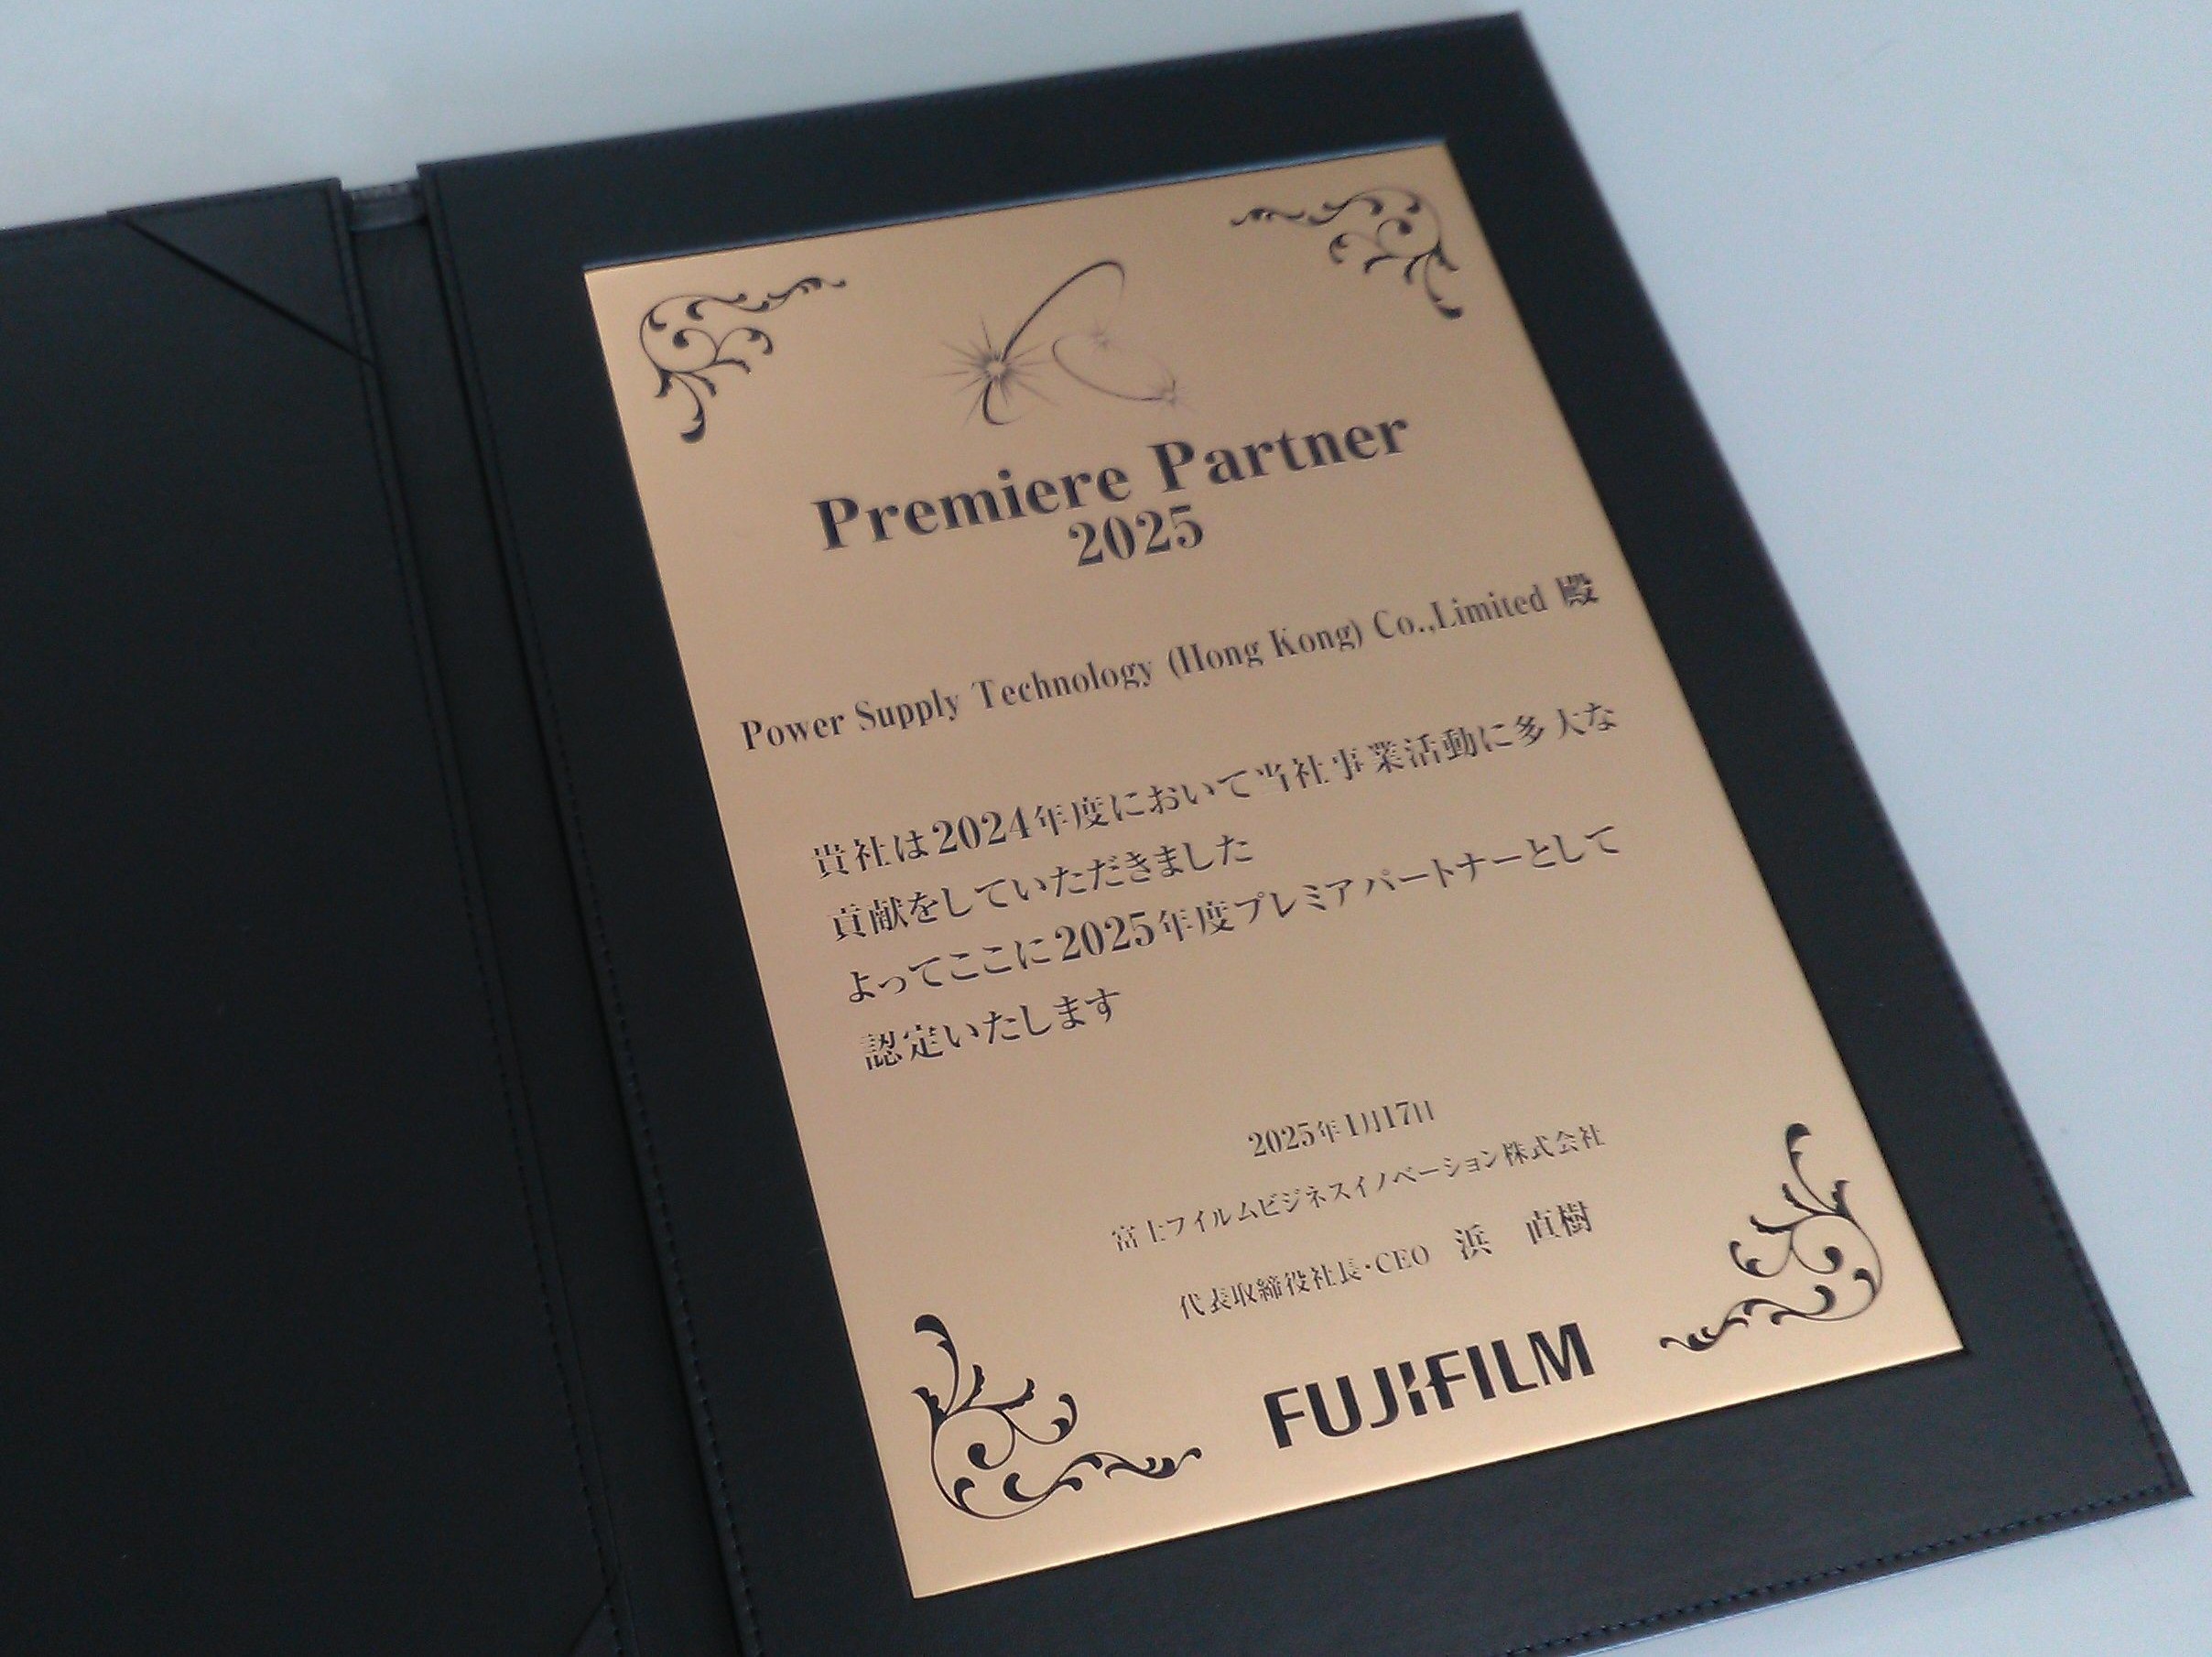 Premiere Partner
2025
Power Supply Technology (Hong Kong) Co.,Limited 殿
貴社は2024年度において当社事業活動に多大な
貢献をしていただきました
よってここに2025年度プレミアパートナーとして
認定いたします
2025年1月17日
富士フイルムビジネスイノベーション株式会社
代表取締役社長・CEO 浜 直樹
FUJIFILM